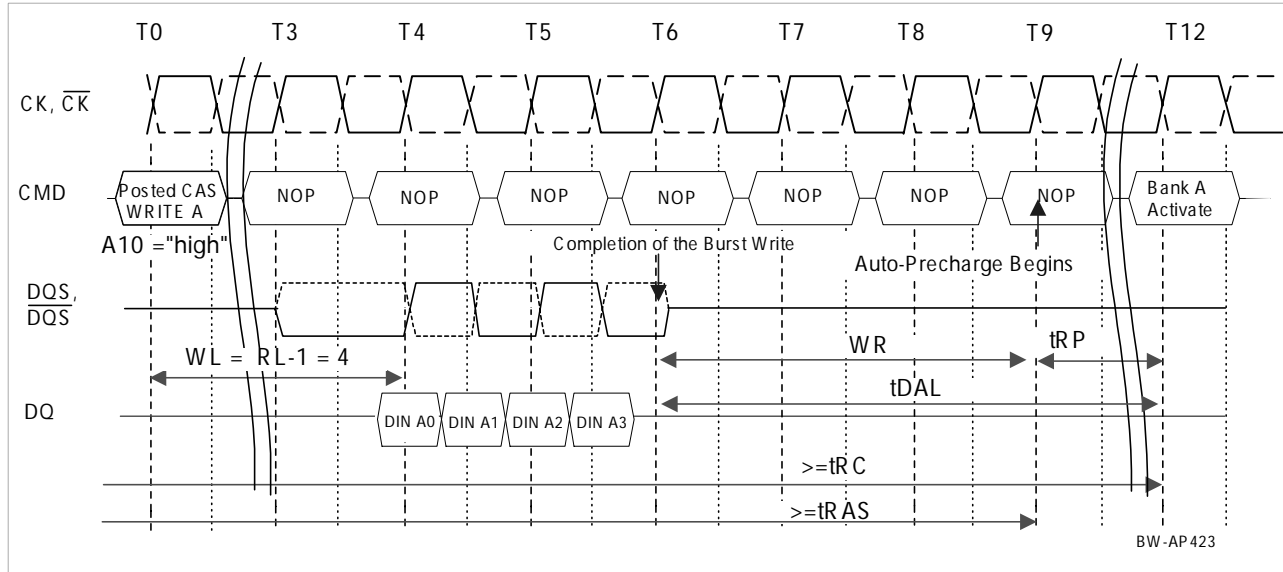 T0 T3 T4 T5 T6 T7 T8 T9 T12
CK, CK
CMD
Posted CAS
WRITE A
NOP NOP NOP NOP NOP NOP NOP
Bank A
Activate
A10 ="high"
Completion of the Burst Write
Auto-Precharge Begins
DQS,
DQS
WL = RL-1 = 4
WR
tRP
tDAL
DQ
DIN A0 DIN A1 DIN A2 DIN A3
>=tRC
>=tRAS
BW-AP423